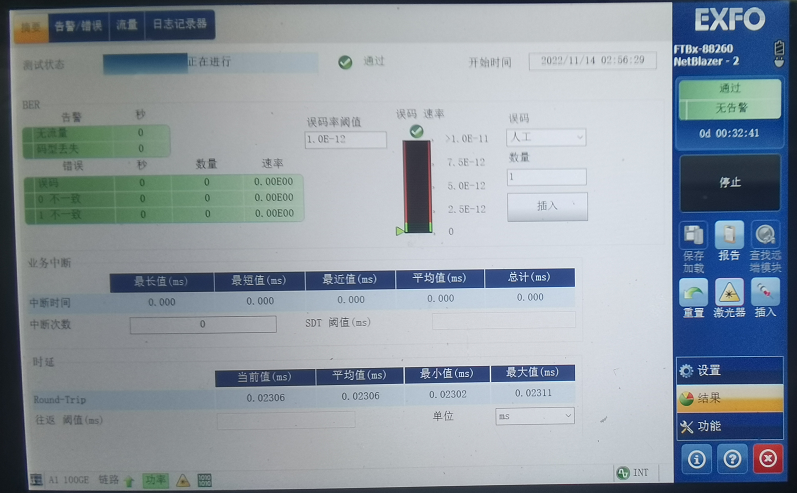 摘要 告警/错误 流量 日志记录器
EXFO
FTBx-88260
NetBlazer - 2
测试状态 正在进行 通过 开始时间 2022/11/14 02:56:29
通过
无告警
0d 00:32:41
BER
告警 秒
无流量 0
码型丢失 0
错误 秒 数量 速率
误码 0 0 0.00E00
0 不一致 0 0 0.00E00
1 不一致 0 0 0.00E00
误码率阈值
1.0E-12
误码 速率
>1.0E-11
7.5E-12
5.0E-12
2.5E-12
0
误码
人工
数量
1
插入
停止
保存
加载
报告
查找远
端模块
重置 激光器 插入
业务中断
最长值(ms) 最短值(ms) 最近值(ms) 平均值(ms) 总计(ms)
中断时间 0.000 0.000 0.000 0.000 0.000
中断次数 0 SDT 阈值(ms)
时延
当前值(ms) 平均值(ms) 最小值(ms) 最大值(ms)
Round-Trip 0.02306 0.02306 0.02302 0.02311
往返 阈值(ms) 单位 ms
设置
结果
功能
A1 100GE 链路 功率 INT